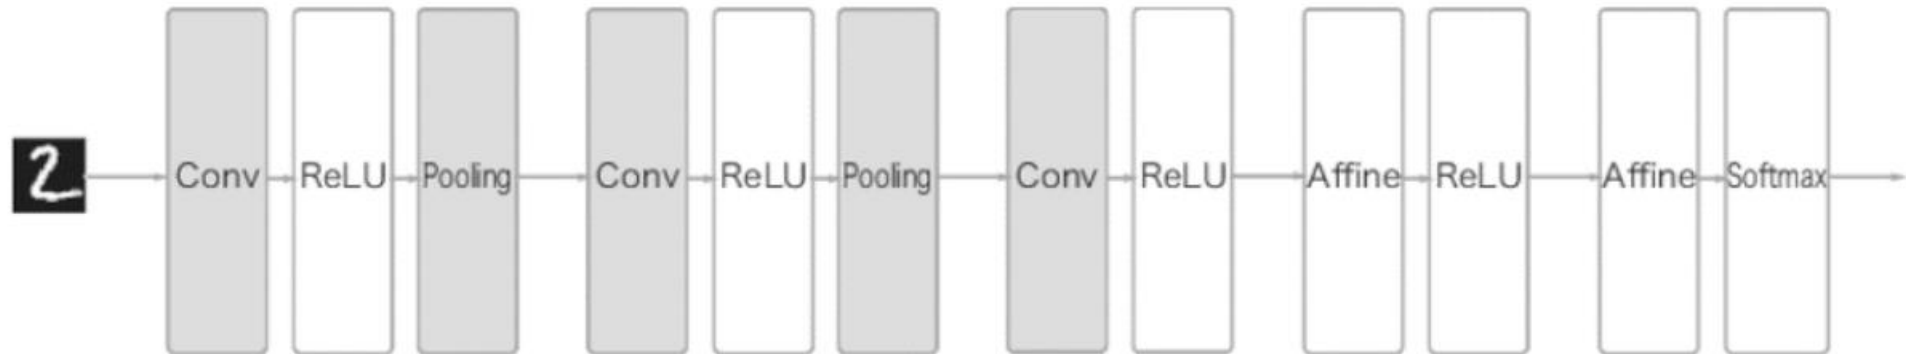 2 Conv ReLU Pooling Conv ReLU Pooling Conv ReLU Affine ReLU Affine Softmax